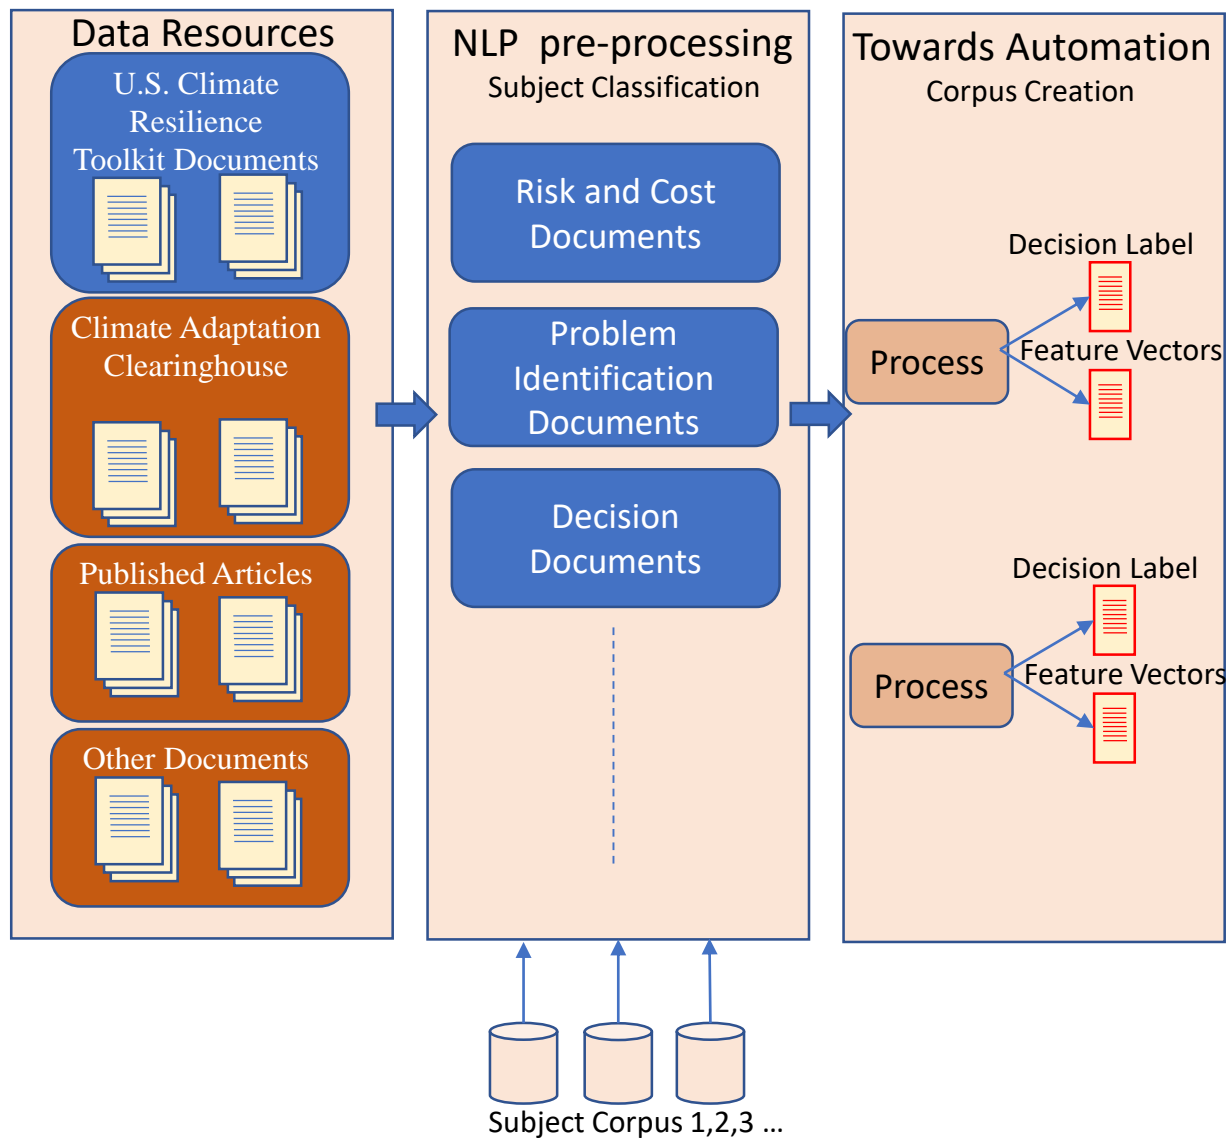 Data Resources
U.S. Climate
Resilience
Toolkit Documents
Climate Adaptation
Clearinghouse
Published Articles
Other Documents
NLP pre-processing
Subject Classification
Risk and Cost
Documents
Problem
Identification
Documents
Decision
Documents
Subject Corpus 1,2,3 ...
Towards Automation
Corpus Creation
Decision Label
Process
Feature Vectors
Decision Label
Process
Feature Vectors